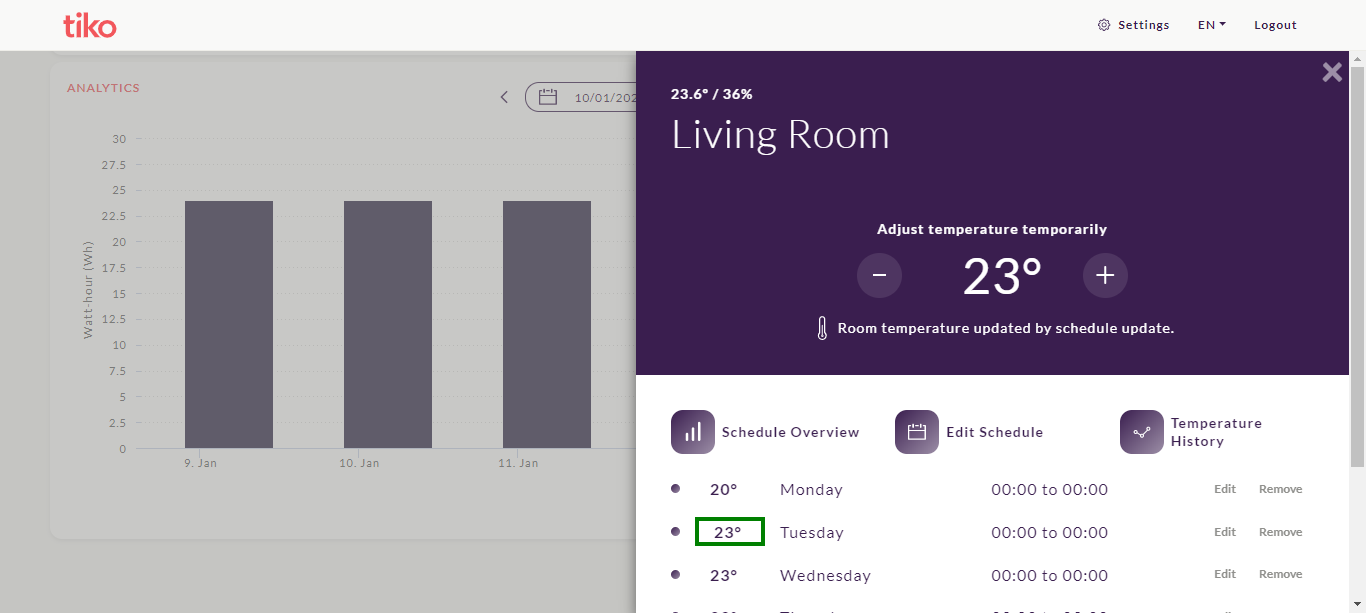 tiko
Settings
EN
Logout
ANALYTICS
10/01/202
30
27.5
25
22.5
20
17.5
15
12.5
10
7.5
5
2.5
0
Watt-hour (Wh)
9. Jan
10. Jan
11. Jan
23.6° / 36%
Living Room
Adjust temperature temporarily
− 23° +
Room temperature updated by schedule update.
Schedule Overview
Edit Schedule
Temperature
History
20° Monday 00:00 to 00:00 Edit Remove
23° Tuesday 00:00 to 00:00 Edit Remove
23° Wednesday 00:00 to 00:00 Edit Remove